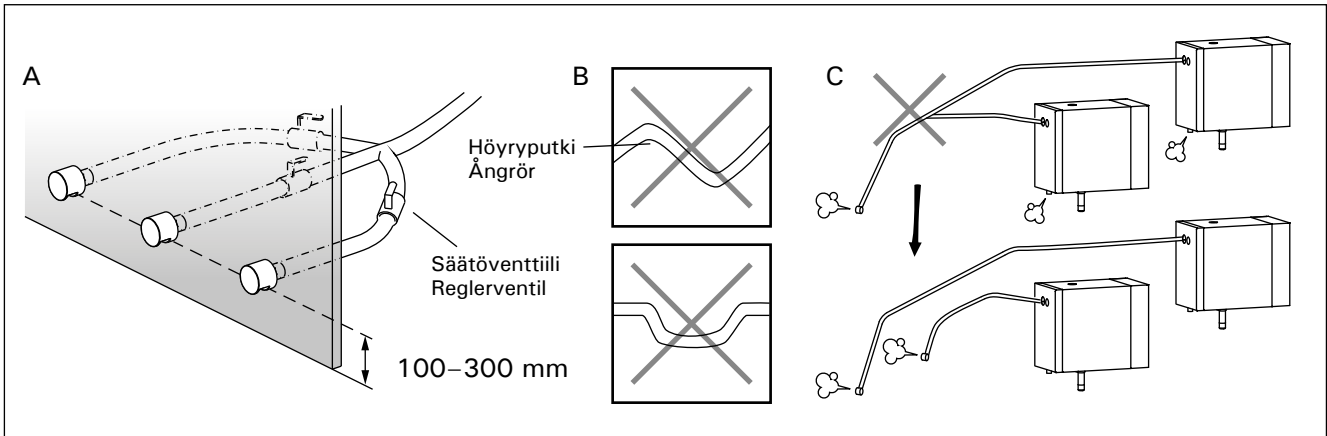 A
B
C
Höyryputki
Ångrör
Säätöventtiili
Reglerventil
100–300 mm